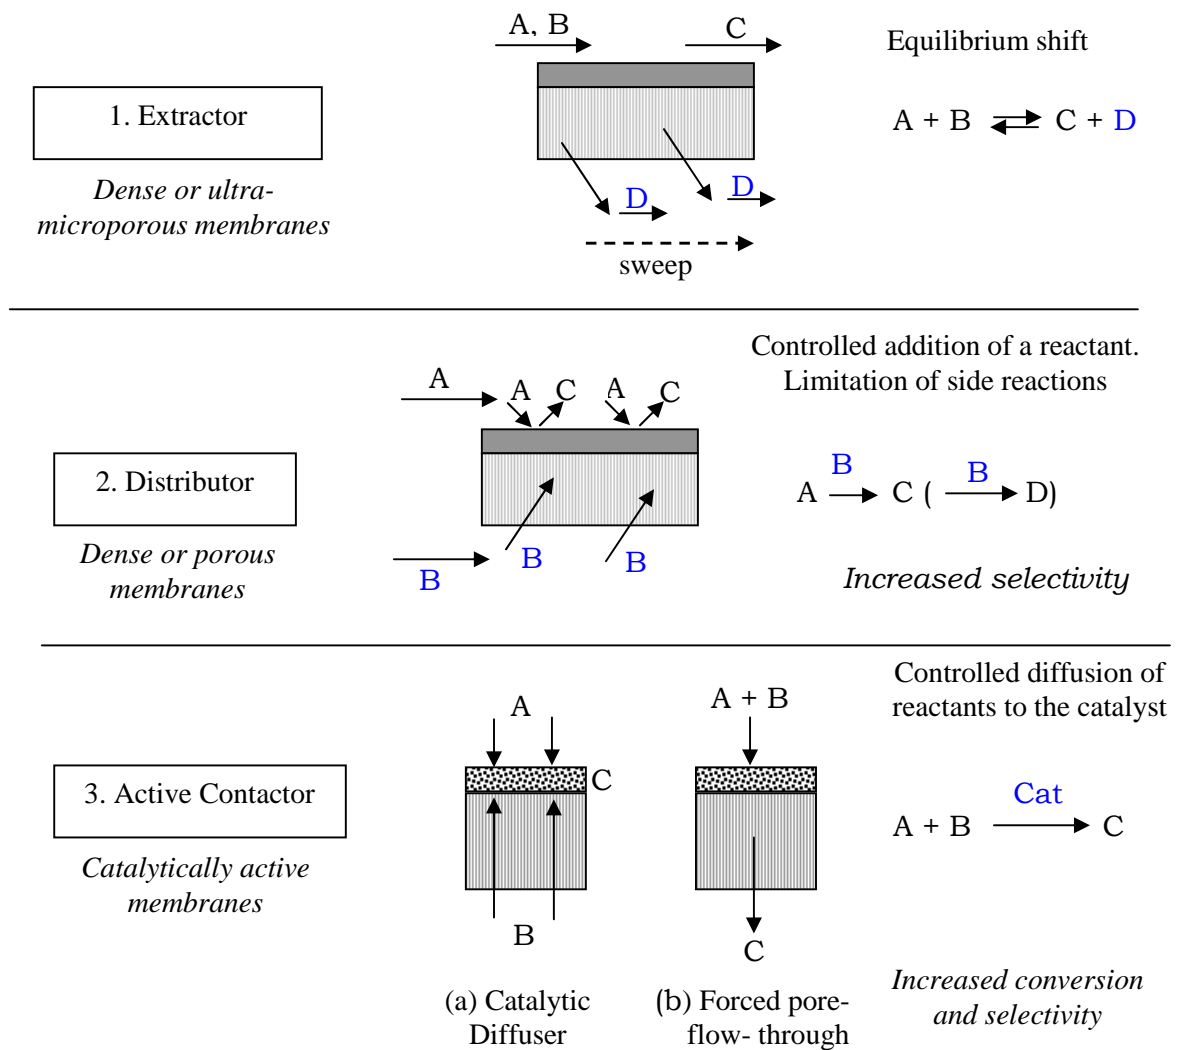 A, B
C
Equilibrium shift
1. Extractor
A + B ⇌ C + D
Dense or ultra-
microporous membranes
D
D
sweep
Controlled addition of a reactant.
Limitation of side reactions
A
A
C
A
C
2. Distributor
B
B
A → C ( → D)
Dense or porous
membranes
B
B
B
Increased selectivity
Controlled diffusion of
reactants to the catalyst
A
A + B
3. Active Contactor
C
Cat
A + B → C
Catalytically active
membranes
B
C
Increased conversion
and selectivity
(a) Catalytic
Diffuser
(b) Forced pore-
flow- through